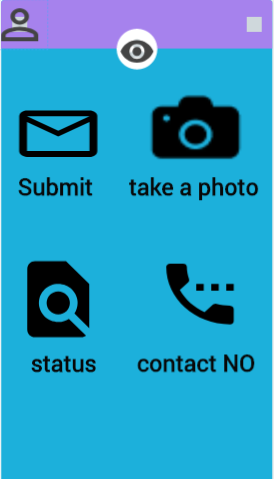 Submit
take a photo
status
contact NO